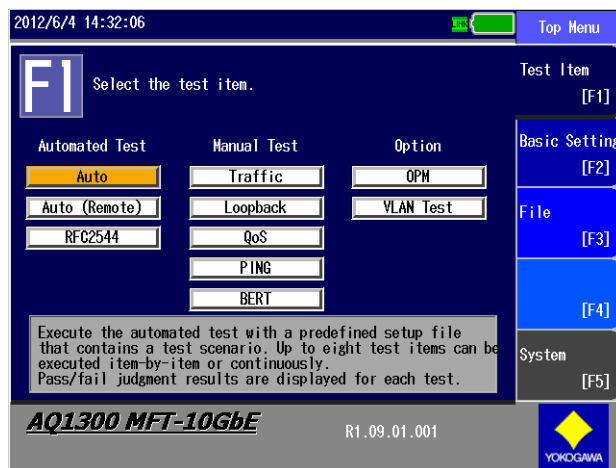 2012/6/4 14:32:06
LINK
Top Menu
F1
Select the test item.
Test Item
[F1]
Automated Test
Manual Test
Option
Basic Setting
[F2]
Auto
Traffic
OPM
Auto (Remote)
Loopback
VLAN Test
File
[F3]
RFC2544
QoS
PING
BERT
[F4]
Execute the automated test with a predefined setup file
that contains a test scenario. Up to eight test items can be
executed item-by-item or continuously.
Pass/fail judgment results are displayed for each test.
System
[F5]
AQ1300 MFT-10GbE
R1.09.01.001
YOKOGAWA